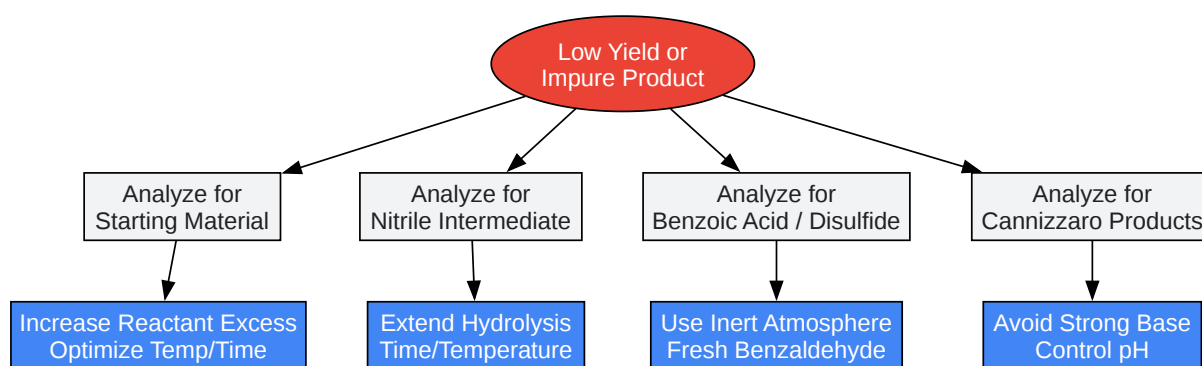 Low Yield or
Impure Product
Analyze for
Starting Material
Analyze for
Nitrile Intermediate
Analyze for
Benzoic Acid / Disulfide
Analyze for
Cannizzaro Products
Increase Reactant Excess
Optimize Temp/Time
Extend Hydrolysis
Time/Temperature
Use Inert Atmosphere
Fresh Benzaldehyde
Avoid Strong Base
Control pH